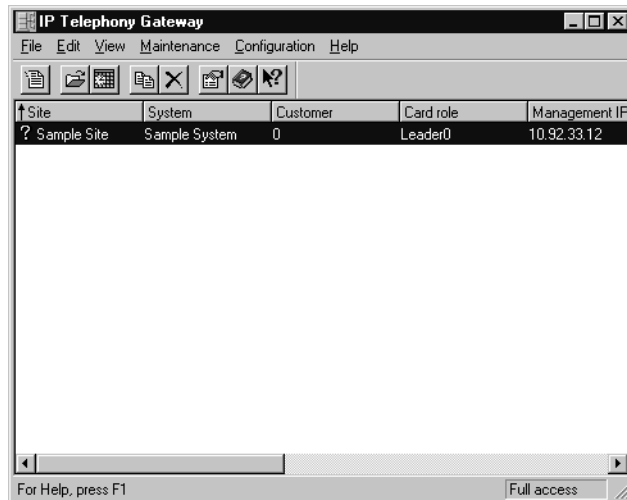 IP Telephony Gateway
File Edit View Maintenance Configuration Help
Site System Customer Card role Management IP
? Sample Site Sample System 0 Leader0 10.92.33.12
For Help, press F1 Full access